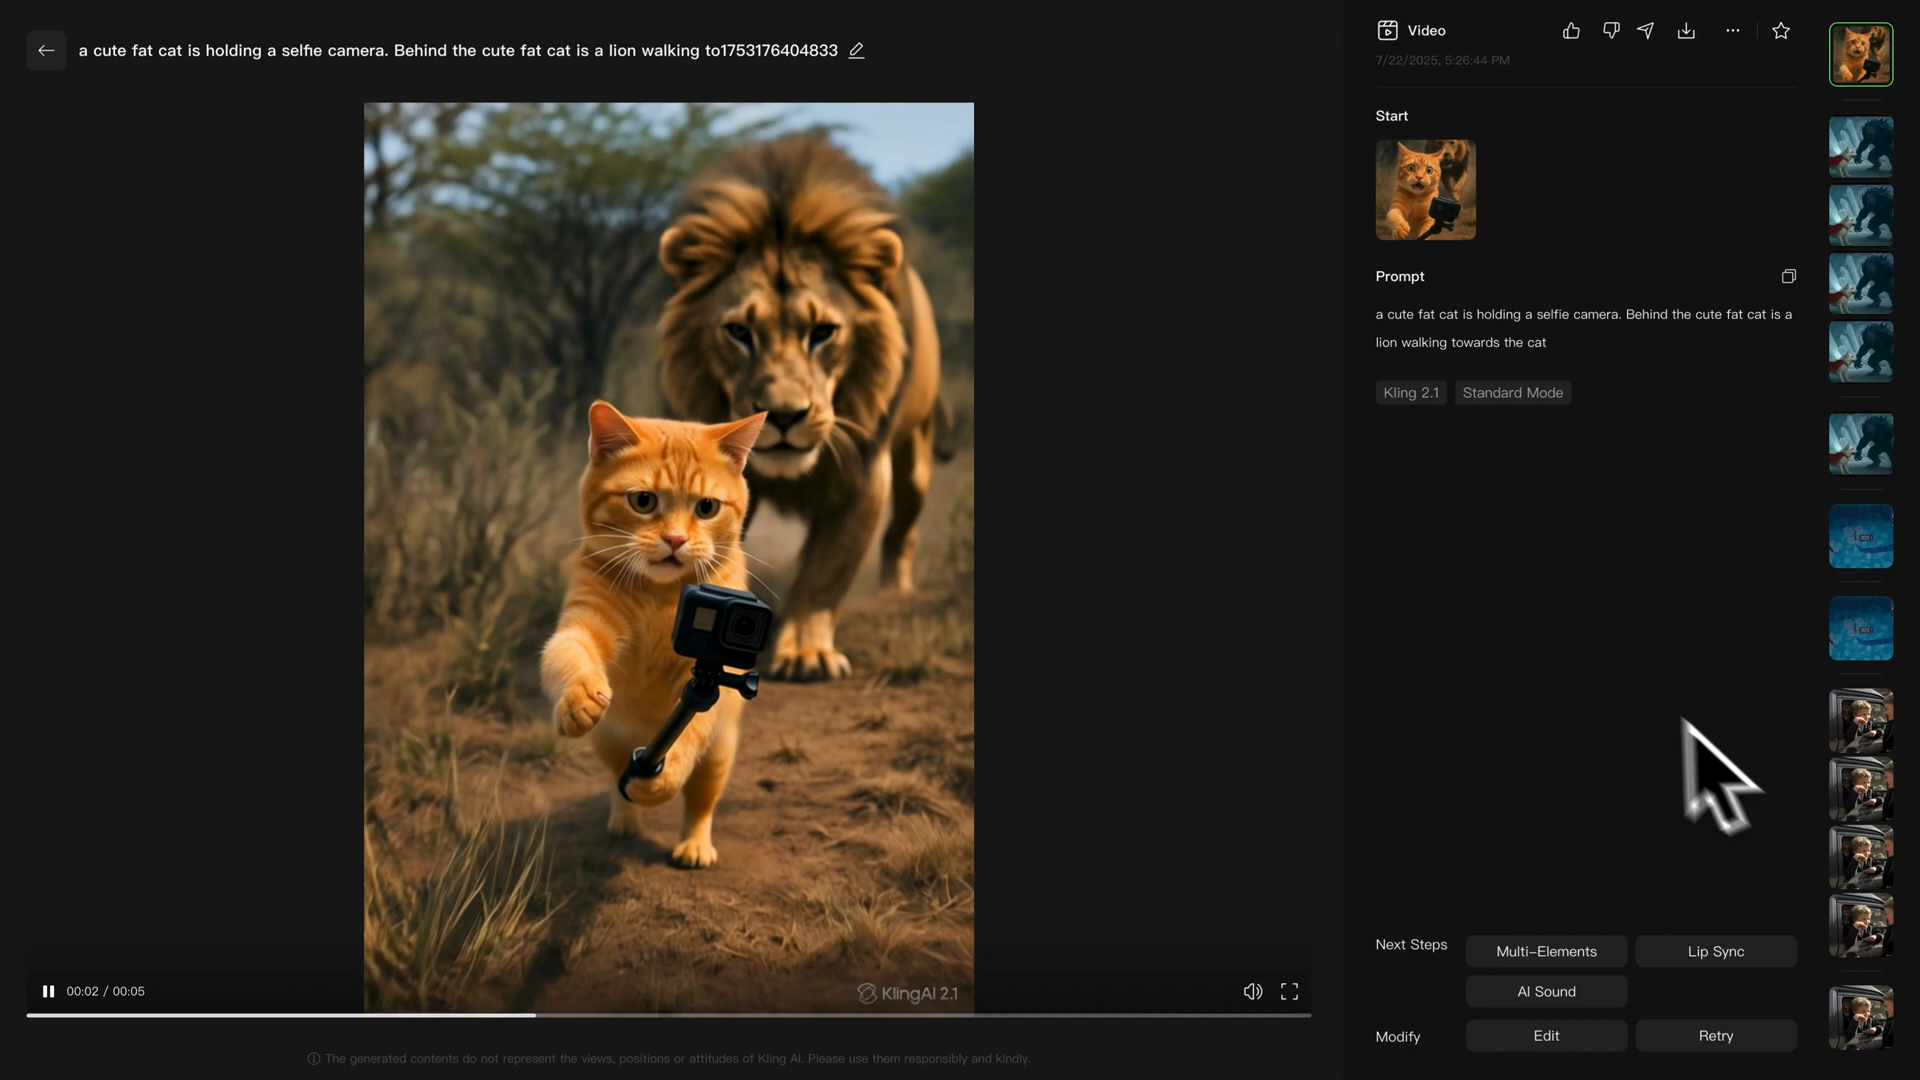 a cute fat cat is holding a selfie camera. Behind the cute fat cat is a lion walking to1753176404833
Video
7/22/2025, 5:26:44 PM
Start
Prompt
a cute fat cat is holding a selfie camera. Behind the cute fat cat is a
lion walking towards the cat
Kling 2.1
Standard Mode
KlingAI 2.1
00:02 / 00:05
Next Steps
Multi-Elements
Lip Sync
AI Sound
Modify
Edit
Retry
The generated contents do not represent the views, positions or attitudes of Kling AI. Please use them responsibly and kindly.